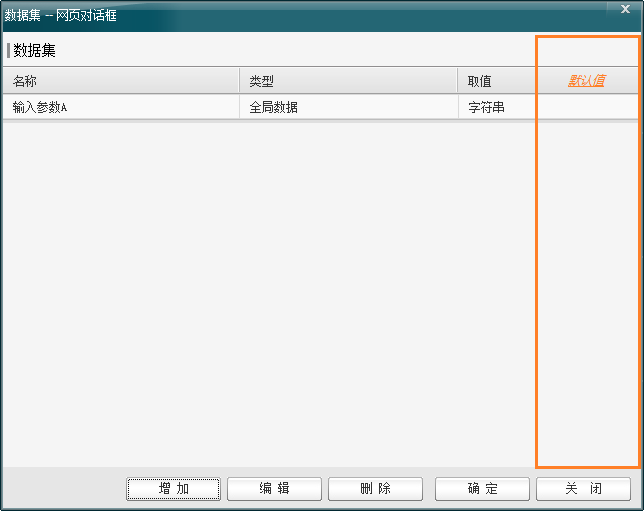 数据集 -- 网页对话框
数据集
名称 类型 取值 默认值
输入参数A 全局数据 字符串
增 加 编 辑 删 除 确 定 关 闭